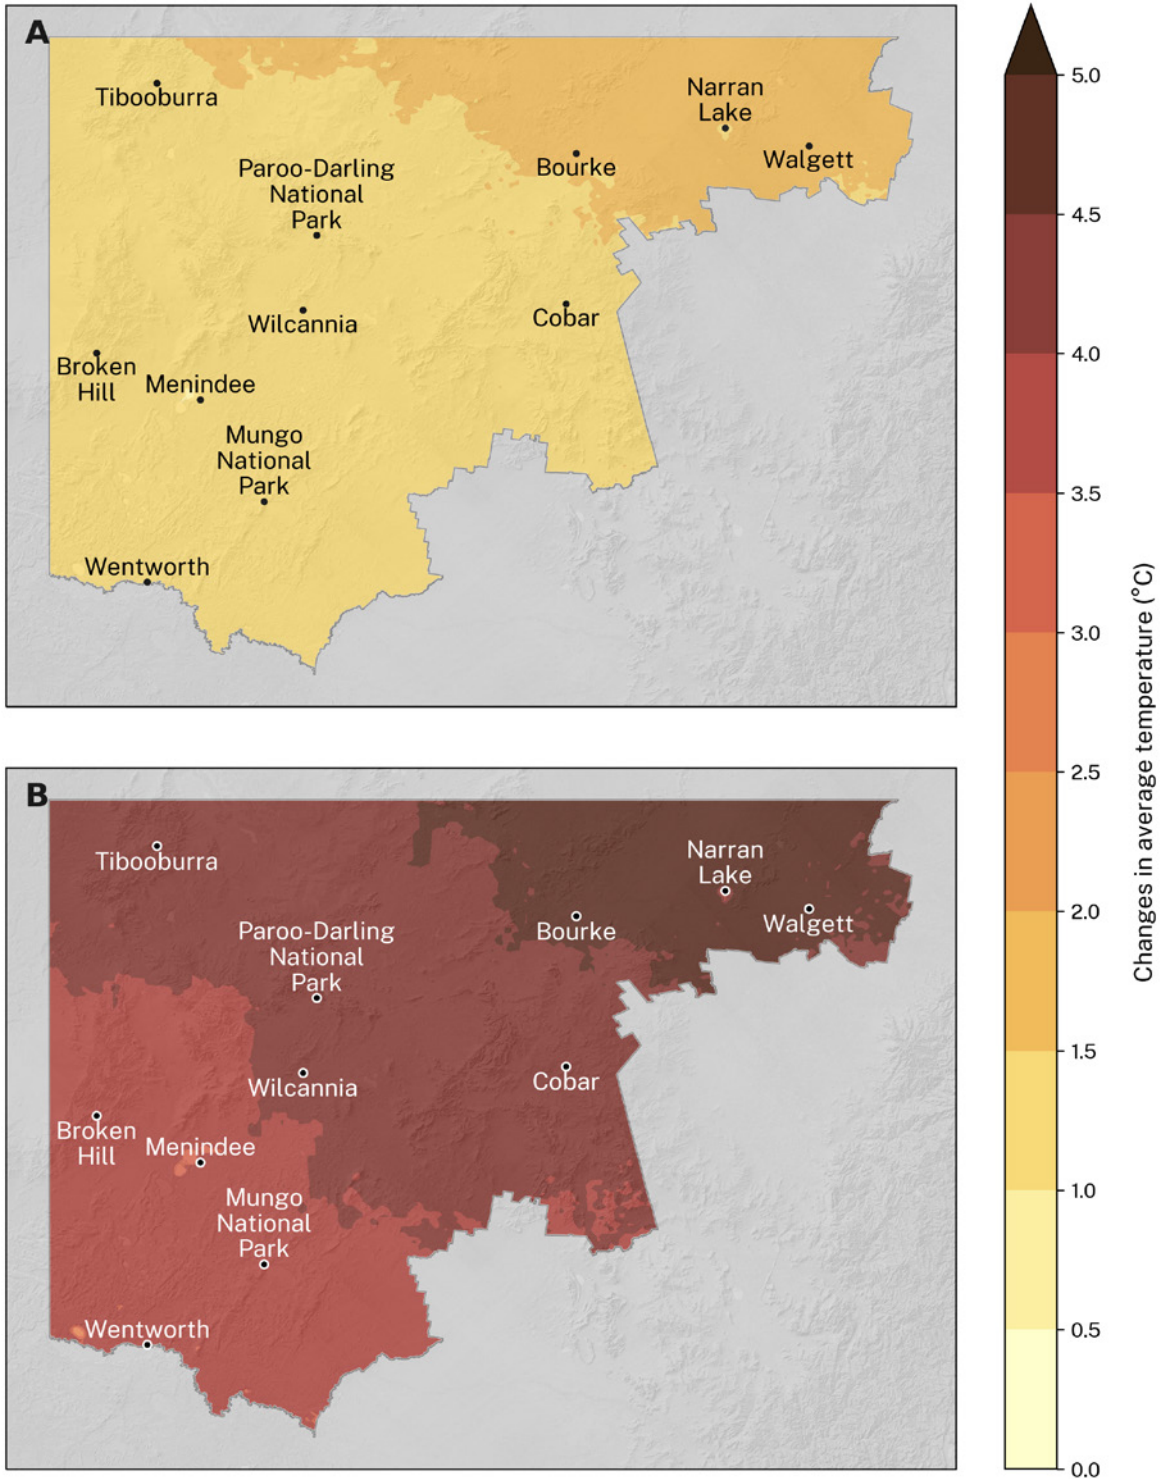 A
Tibooburra
Narran
Lake
Paroo-Darling
National
Park
Bourke
Walgett
Wilcannia
Cobar
Broken
Hill
Menindee
Mungo
National
Park
Wentworth
B
Tibooburra
Narran
Lake
Paroo-Darling
National
Park
Bourke
Walgett
Wilcannia
Cobar
Broken
Hill
Menindee
Mungo
National
Park
Wentworth
5.0
4.5
4.0
3.5
3.0
2.5
2.0
1.5
1.0
0.5
0.0
Changes in average temperature (°C)